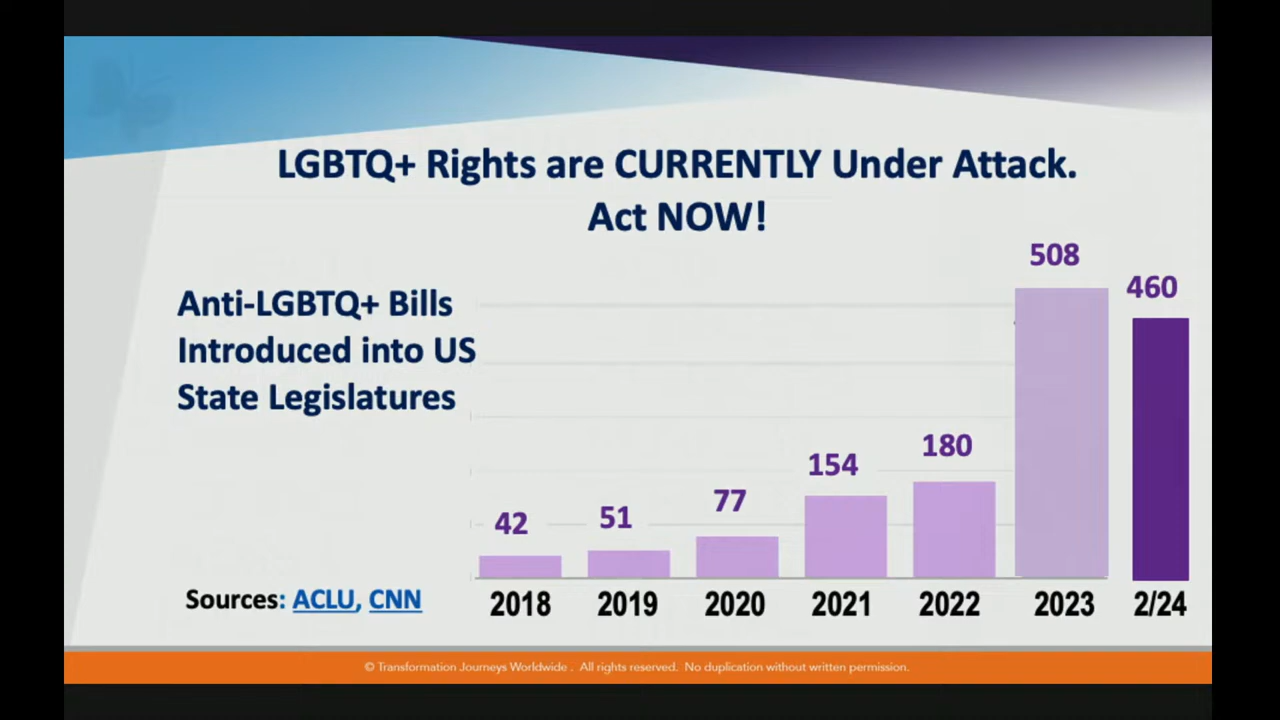 LGBTQ+ Rights are CURRENTLY Under Attack.
Act NOW!
Anti-LGBTQ+ Bills
Introduced into US
State Legislatures
42
51
77
154
180
508
460
2018
2019
2020
2021
2022
2023
2/24
Sources: ACLU, CNN
© Transformation Journeys Worldwide . All rights reserved. No duplication without written permission.